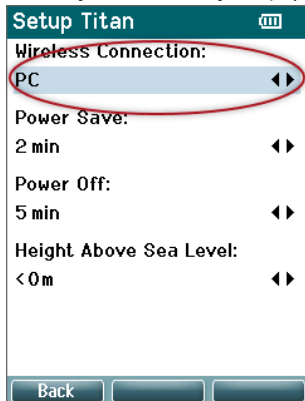 Setup Titan
Wireless Connection:
PC
Power Save:
2 min
Power Off:
5 min
Height Above Sea Level:
<0m
Back